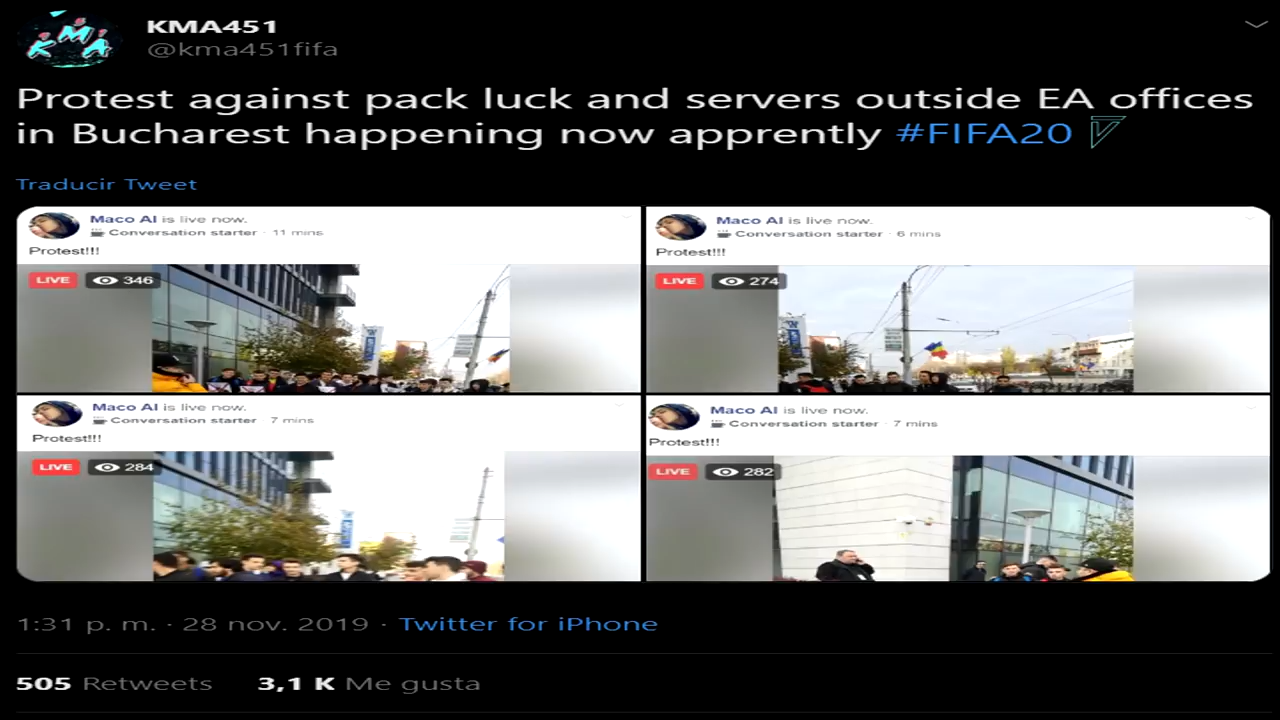 KMA
KMA451
@kma451fifa
Protest against pack luck and servers outside EA offices
in Bucharest happening now apprently #FIFA20
Traducir Tweet
Maco Al is live now.
Conversation starter · 11 mins
Protest!!!
LIVE 346
Maco Al is live now.
Conversation starter · 6 mins
Protest!!!
LIVE 274
Maco Al is live now.
Conversation starter · 7 mins
Protest!!!
LIVE 284
Maco Al is live now.
Conversation starter · 7 mins
Protest!!!
LIVE 282
1:31 p. m. · 28 nov. 2019 · Twitter for iPhone
505 Retweets 3,1 K Me gusta